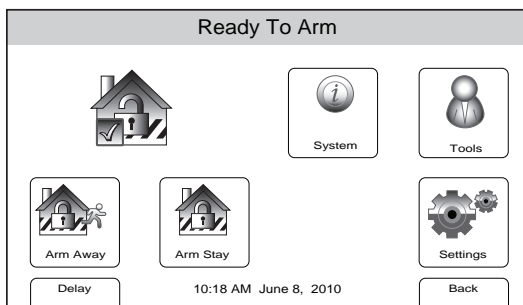 Ready To Arm
System
Tools
Arm Away
Arm Stay
Settings
Delay
10:18 AM June 8, 2010
Back